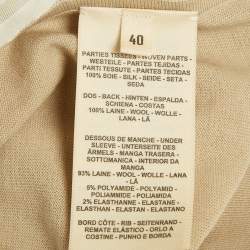 40
PARTIES TISSEES - WOVEN PARTS -
WESTEILE - PARTES TEJIDAS -
PARTI TESSUTE - PARTES TECIDAS
100% SOIE - SILK - SEIDE - SETA -
SEDA
DOS - BACK - HINTEN - ESPALDA
- SCHIENA - COSTAS
100% LAINE - WOOL - WOLLE -
LANA - LÃ
DESSOUS DE MANCHE - UNDER
SLEEVE - UNTERSEITE DES
ÄRMELS - MANGA TRASERA -
SOTTOMANICA - INTERIOR DA
MANGA
93% LAINE - WOOL - WOLLE -
LANA - LÃ
5% POLYAMIDE - POLYAMID -
POLIAMMIDE - POLIAMIDA
2% ELASTHANNE - ELASTANE -
ELASTHAN - ELASTAN - ELASTANO
BORD CÔTE - RIB - SEITENRAND -
REMATE ELÁSTICO - ORLO A
COSTINE - PUNHO E BORDA